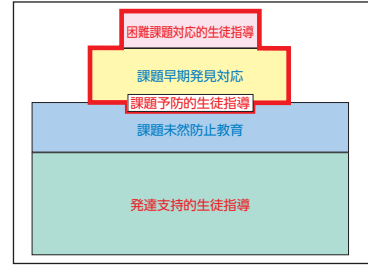 困難課題対応的生徒指導
課題早期発見対応
課題予防的生徒指導
課題未然防止教育
発達支持的生徒指導